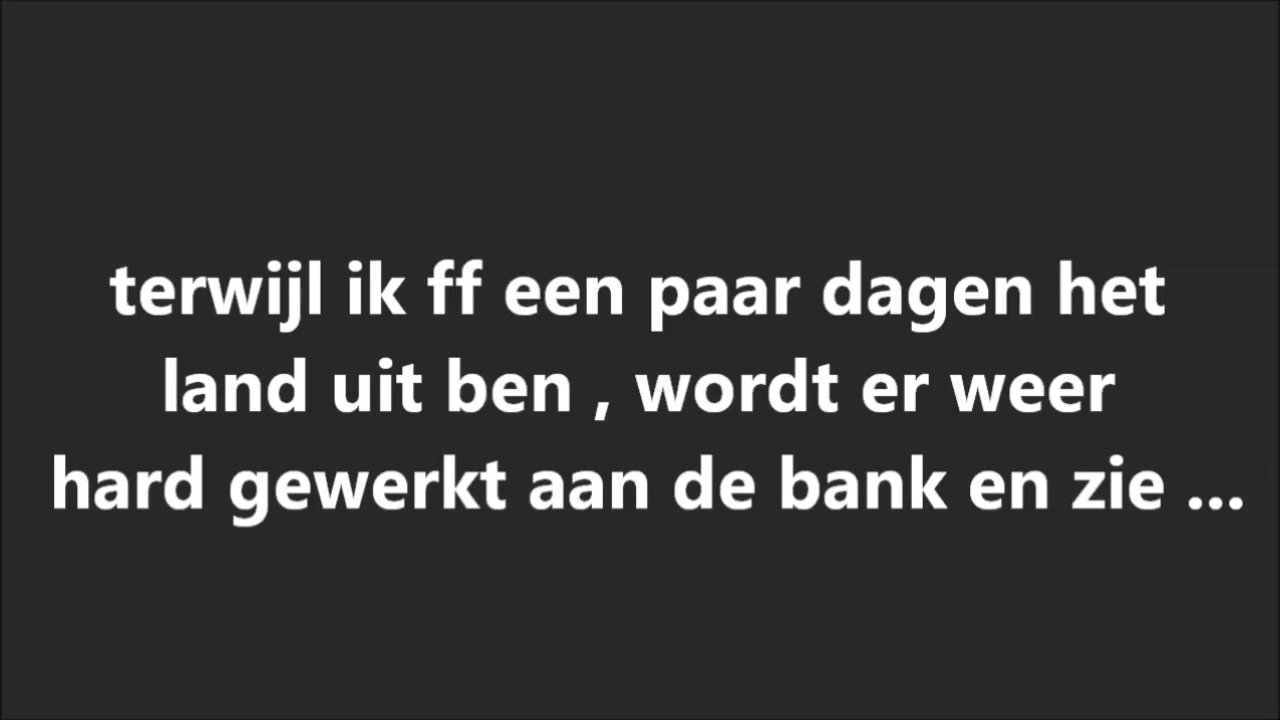 terwijl ik ff een paar dagen het
land uit ben , wordt er weer
hard gewerkt aan de bank en zie ...